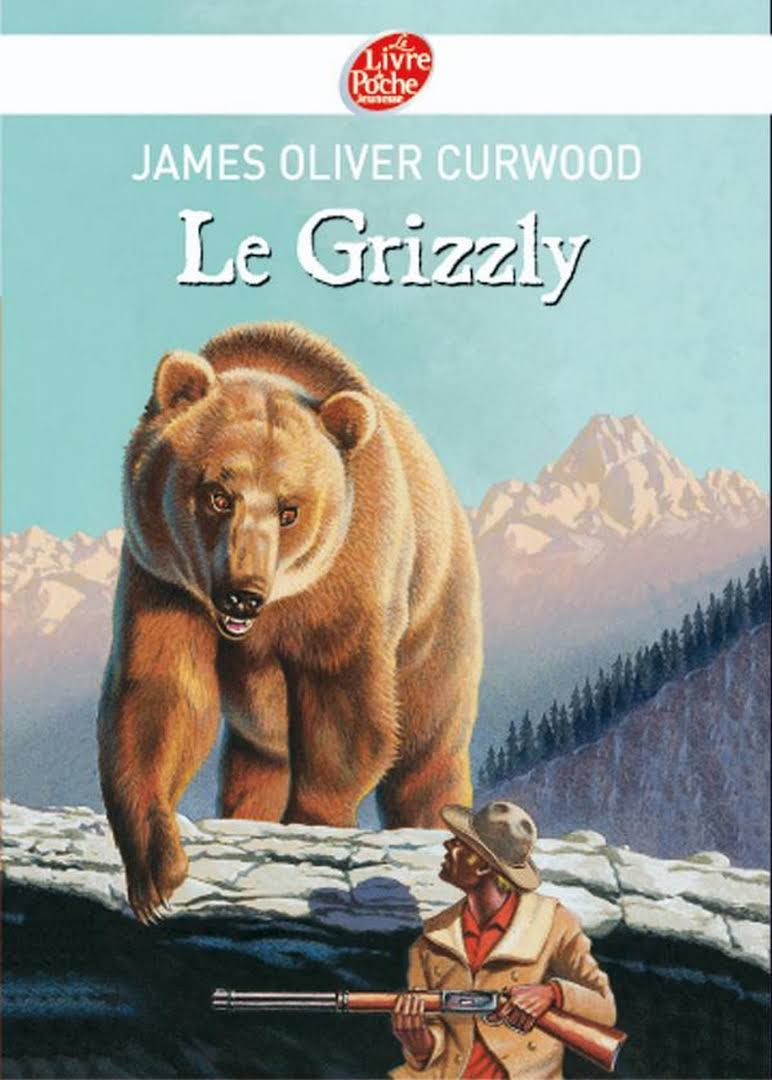 Le
Livre
de
Poche
Jeunesse
JAMES OLIVER CURWOOD
Le Grizzly